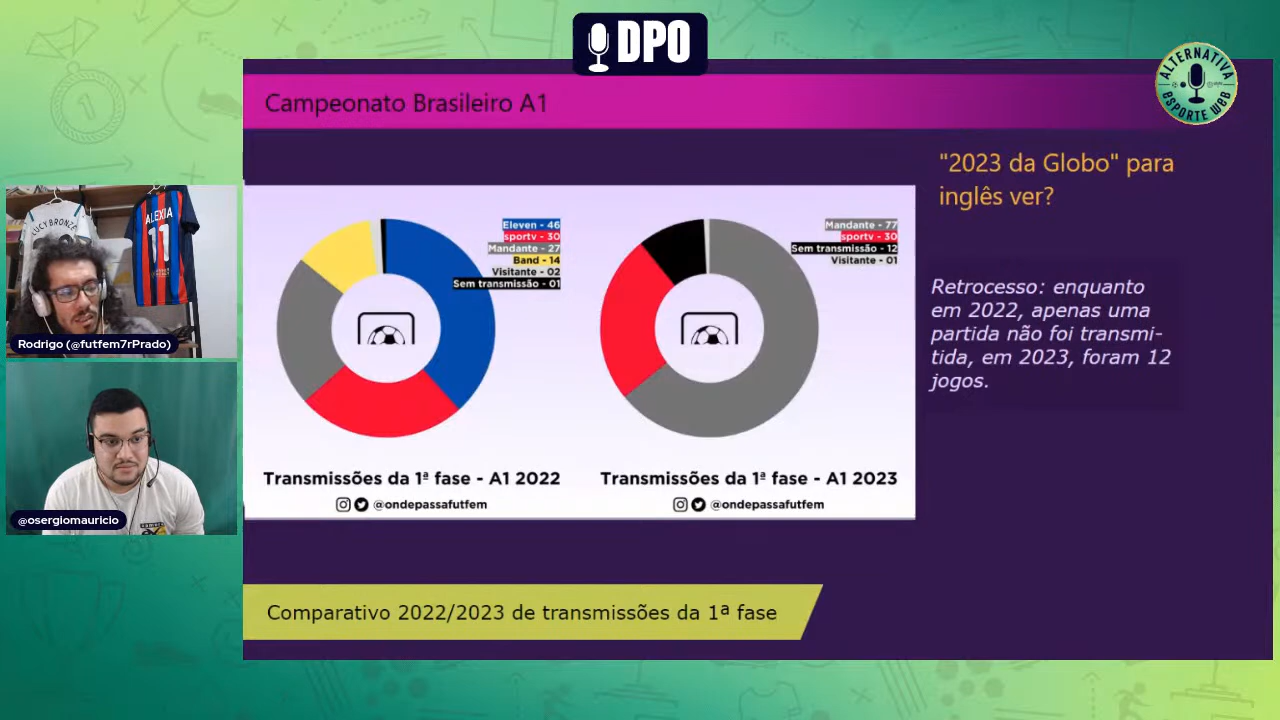 DPO
ALTERNATIVA
esporte web
Campeonato Brasileiro A1
"2023 da Globo" para
inglês ver?
Retrocesso: enquanto
em 2022, apenas uma
partida não foi transmi-
tida, em 2023, foram 12
jogos.
LUCY BRONZE
ALEXIA
11
Rodrigo (@futfem7rPrado)
@osergiomauricio
Eleven - 46
sportv - 30
Mandante - 27
Band - 14
Visitante - 02
Sem transmissão - 01
Transmissões da 1ª fase - A1 2022
@ondepassafutfem
Mandante - 77
sportv - 30
Sem transmissão - 12
Visitante - 01
Transmissões da 1ª fase - A1 2023
@ondepassafutfem
Comparativo 2022/2023 de transmissões da 1ª fase